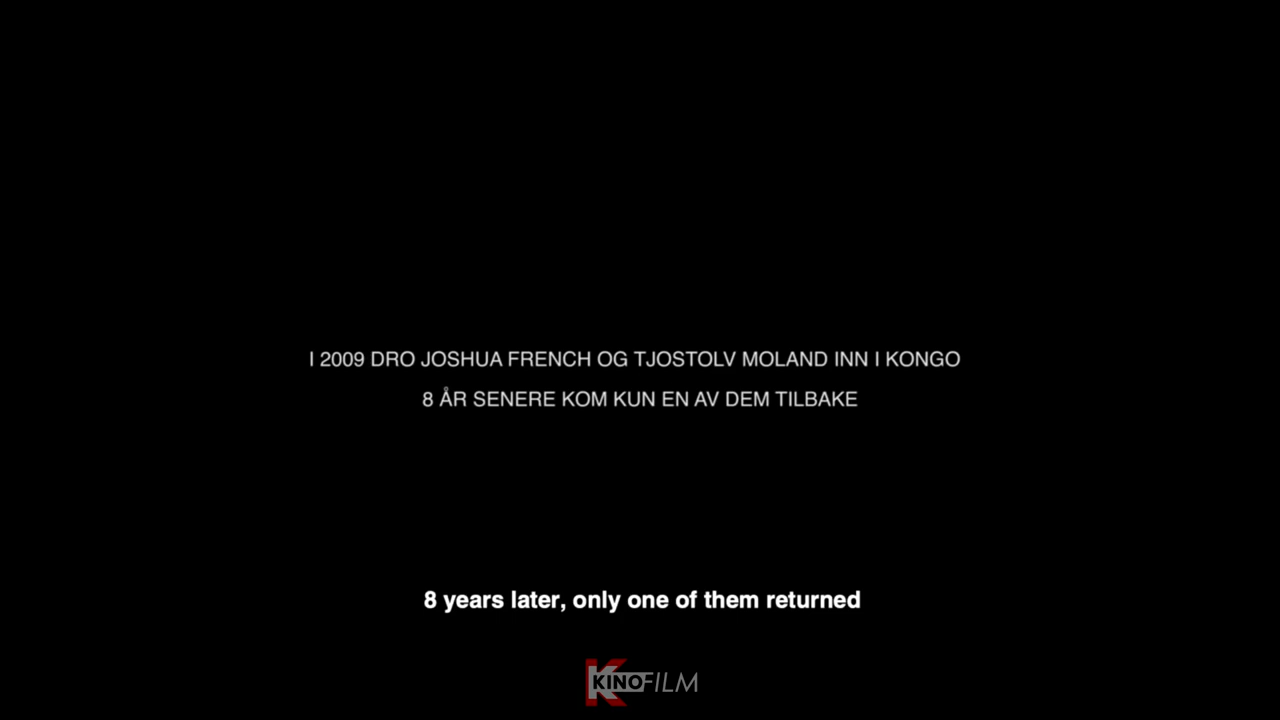 I 2009 DRO JOSHUA FRENCH OG TJOSTOLV MOLAND INN I KONGO
8 ÅR SENERE KOM KUN EN AV DEM TILBAKE
8 years later, only one of them returned
KINOFILM